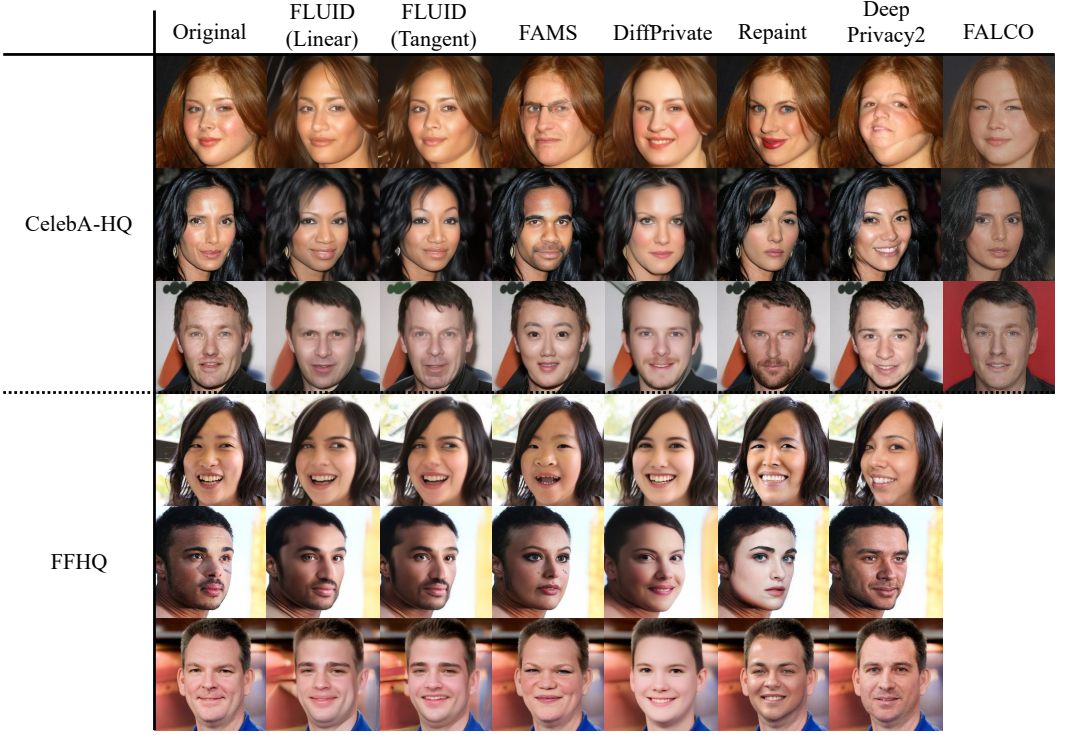 Original
FLUID
(Linear)
FLUID
(Tangent)
FAMS
DiffPrivate
Repaint
Deep
Privacy2
FALCO
CelebA-HQ
FFHQ